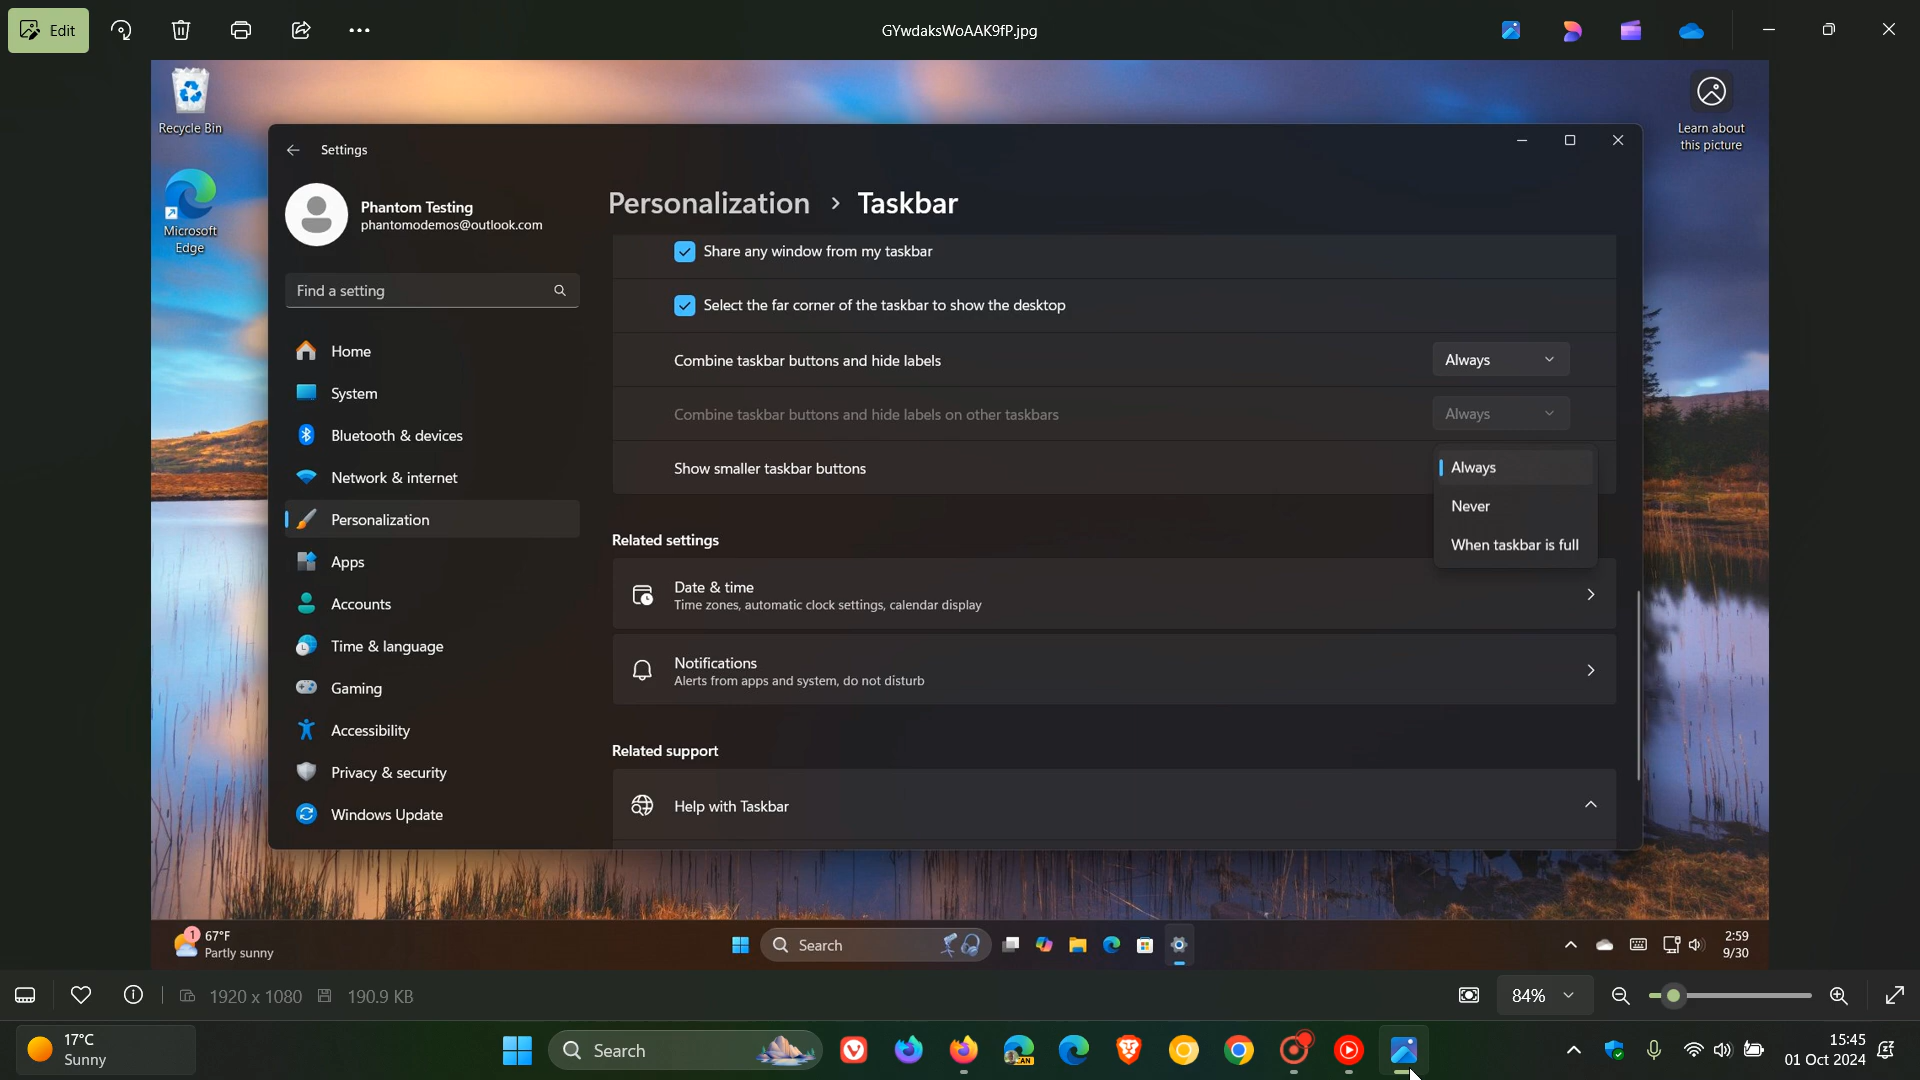 Edit
GYwdaksWoAAK9fP.jpg
Recycle Bin
Learn about
this picture
Microsoft
Edge
Settings
Phantom Testing
phantomodemos@outlook.com
Find a setting
Home
System
Bluetooth & devices
Network & internet
Personalization
Apps
Accounts
Time & language
Gaming
Accessibility
Privacy & security
Windows Update
Personalization > Taskbar
Share any window from my taskbar
Select the far corner of the taskbar to show the desktop
Combine taskbar buttons and hide labels
Always
Combine taskbar buttons and hide labels on other taskbars
Always
Show smaller taskbar buttons
Always
Never
When taskbar is full
Related settings
Date & time
Time zones, automatic clock settings, calendar display
Notifications
Alerts from apps and system, do not disturb
Related support
Help with Taskbar
1
67°F
Partly sunny
Search
2:59
9/30
1920 x 1080
190.9 KB
84%
17°C
Sunny
Search
CAN
15:45
01 Oct 2024